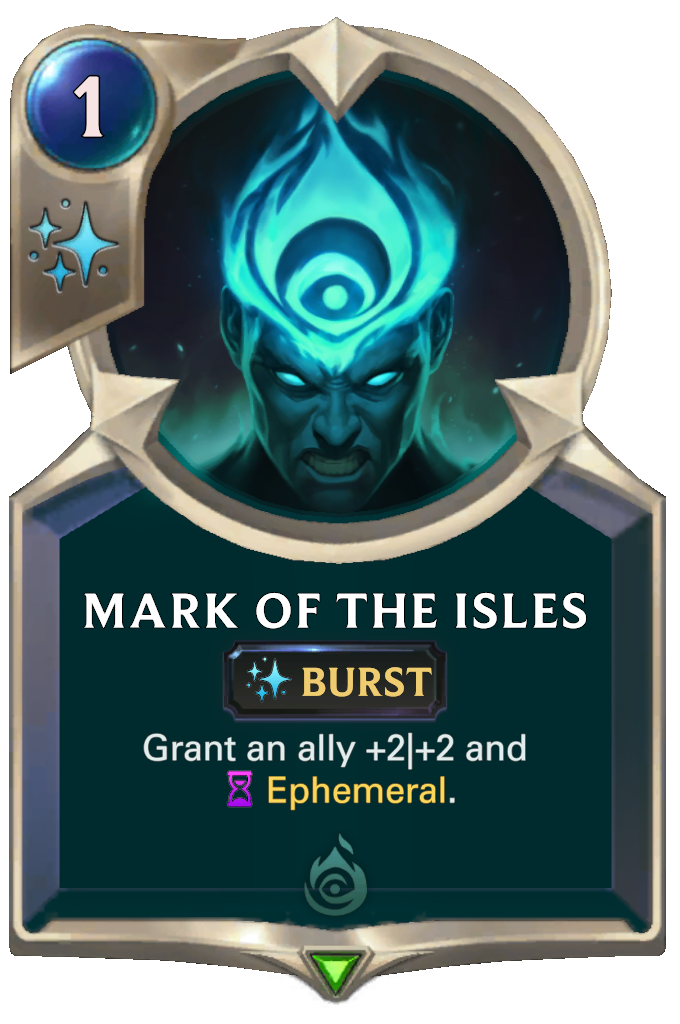 1
MARK OF THE ISLES
BURST
Grant an ally +2|+2 and
Ephemeral.